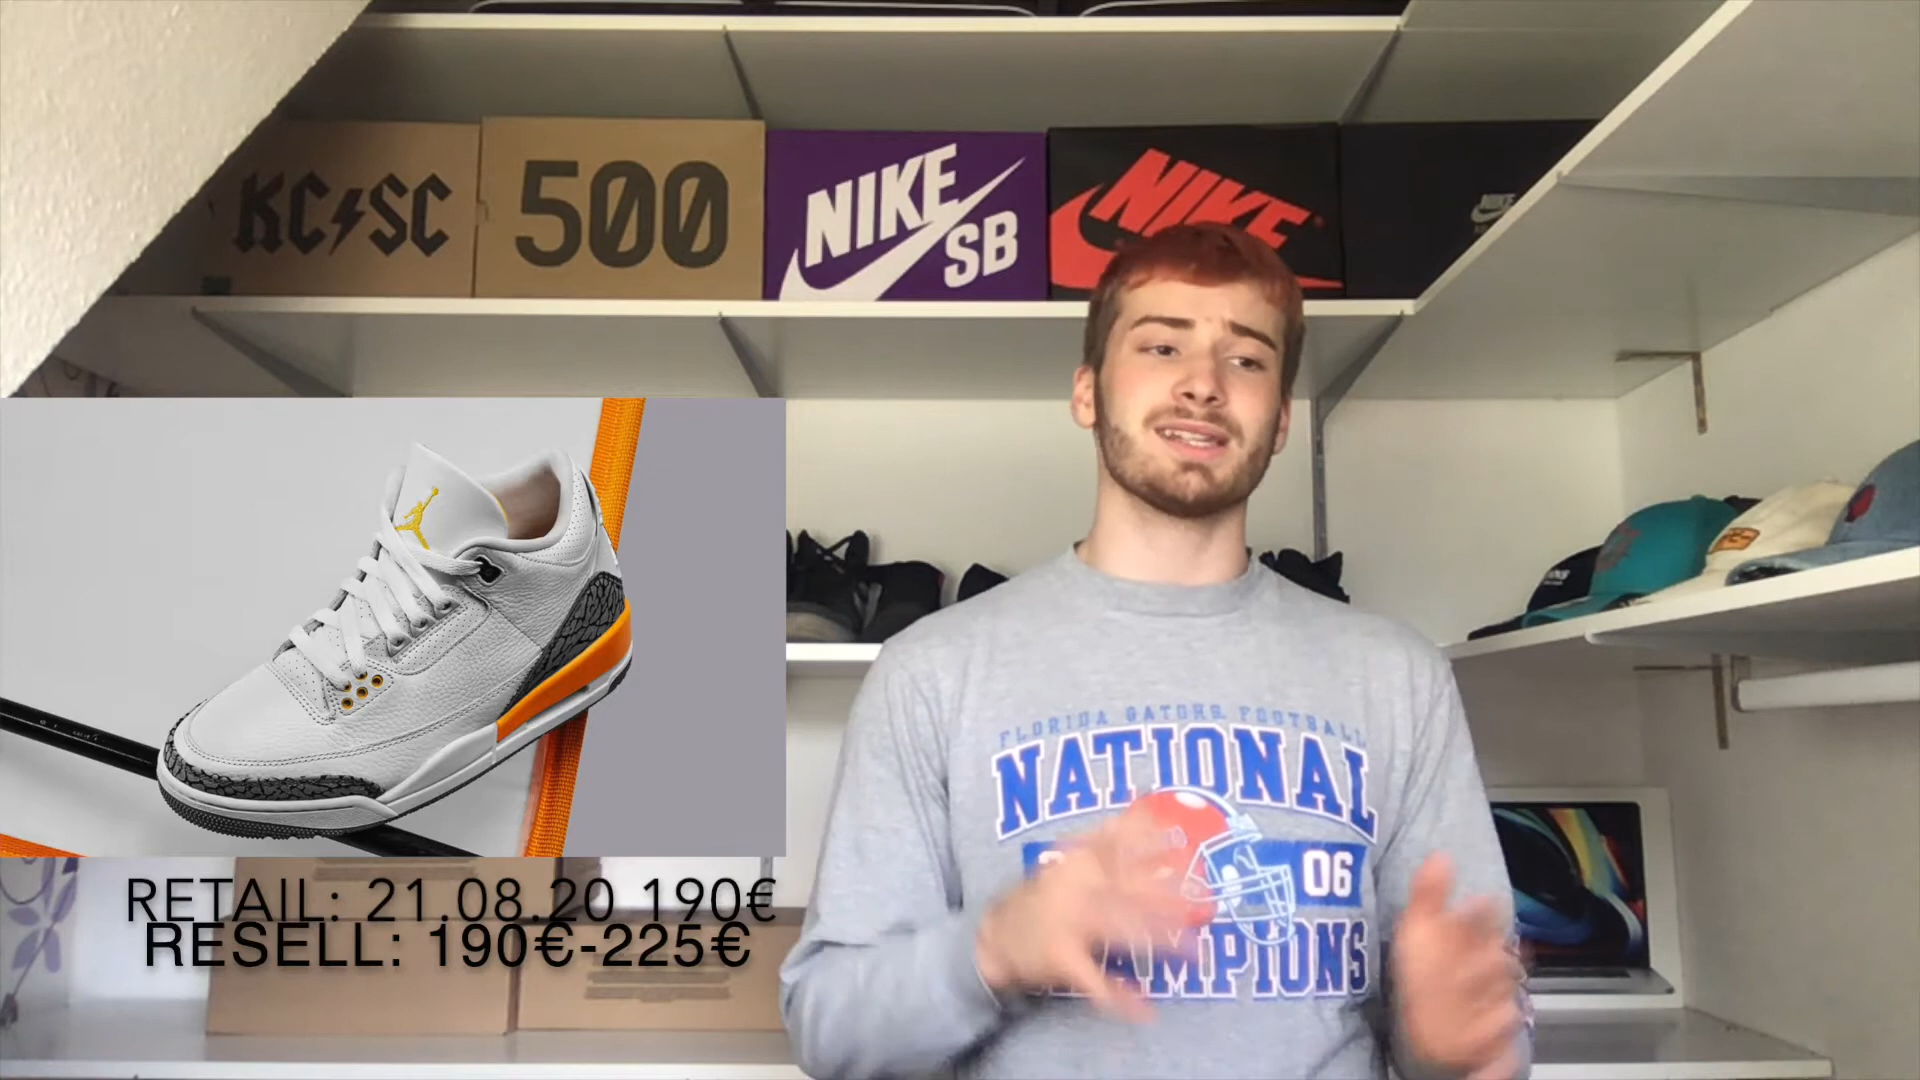 KC⚡SC
500
NIKE
SB
NIKE
NIKE
FLORIDA GATORS FOOTBALL
NATIONAL
06
CHAMPIONS
RETAIL: 21.08.20 190€
RESELL: 190€-225€